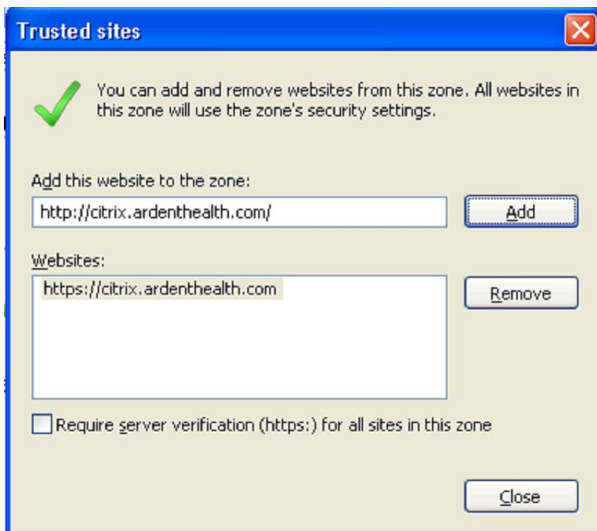 Trusted sites
You can add and remove websites from this zone. All websites in
this zone will use the zone's security settings.
Add this website to the zone:
http://citrix.ardenthealth.com/
Add
Websites:
https://citrix.ardenthealth.com
Remove
Require server verification (https:) for all sites in this zone
Close